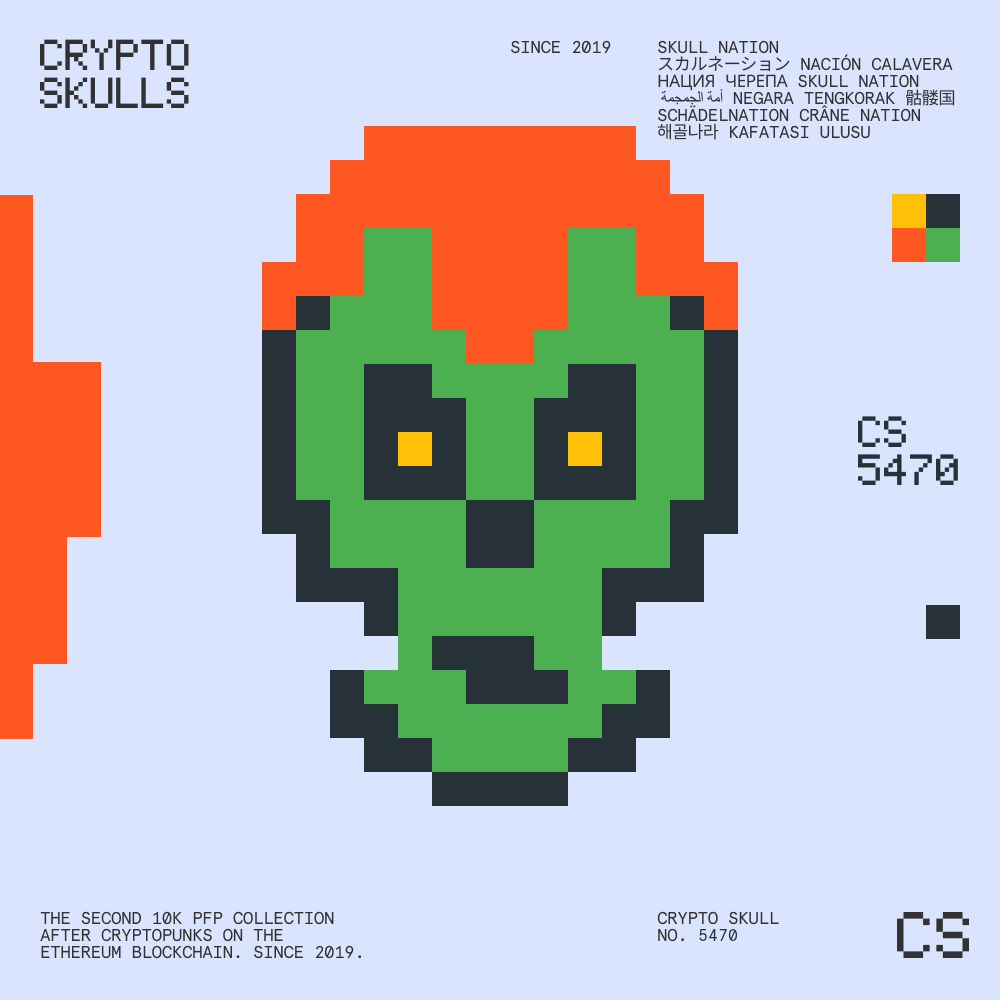 CRYPTO
SKULLS
SINCE 2019
SKULL NATION
スカルネーション NACIÓN CALAVERA
НАЦИЯ ЧЕРЕПА SKULL NATION
أمة الجمجمة NEGARA TENGKORAK 骷髅国
SCHÄDELNATION CRÂNE NATION
해골나라 KAFATASI ULUSU
CS
5470
THE SECOND 10K PFP COLLECTION
AFTER CRYPTOPUNKS ON THE
ETHEREUM BLOCKCHAIN. SINCE 2019.
CRYPTO SKULL
NO. 5470
CS